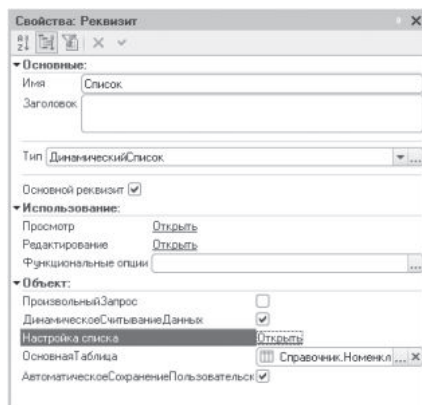 Свойства: Реквизит
Основные:
Имя Список
Заголовок
Тип ДинамическийСписок
Основной реквизит
Использование:
Просмотр Открыть
Редактирование Открыть
Функциональные опции
Объект:
ПроизвольныйЗапрос
ДинамическоеСчитываниеДанных
Настройка списка Открыть
ОсновнаяТаблица Справочник.Номенкл ...
АвтоматическоеСохранениеПользовательск